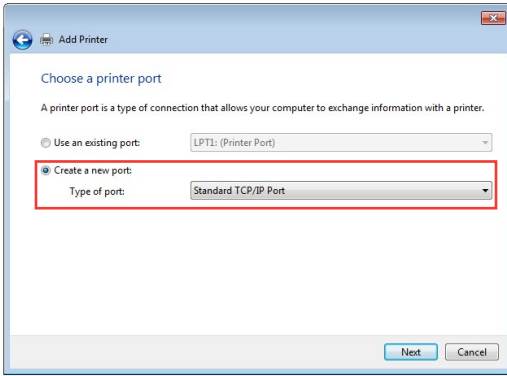 Add Printer
Choose a printer port
A printer port is a type of connection that allows your computer to exchange information with a printer.
Use an existing port: LPT1: (Printer Port)
Create a new port:
Type of port: Standard TCP/IP Port
Next Cancel